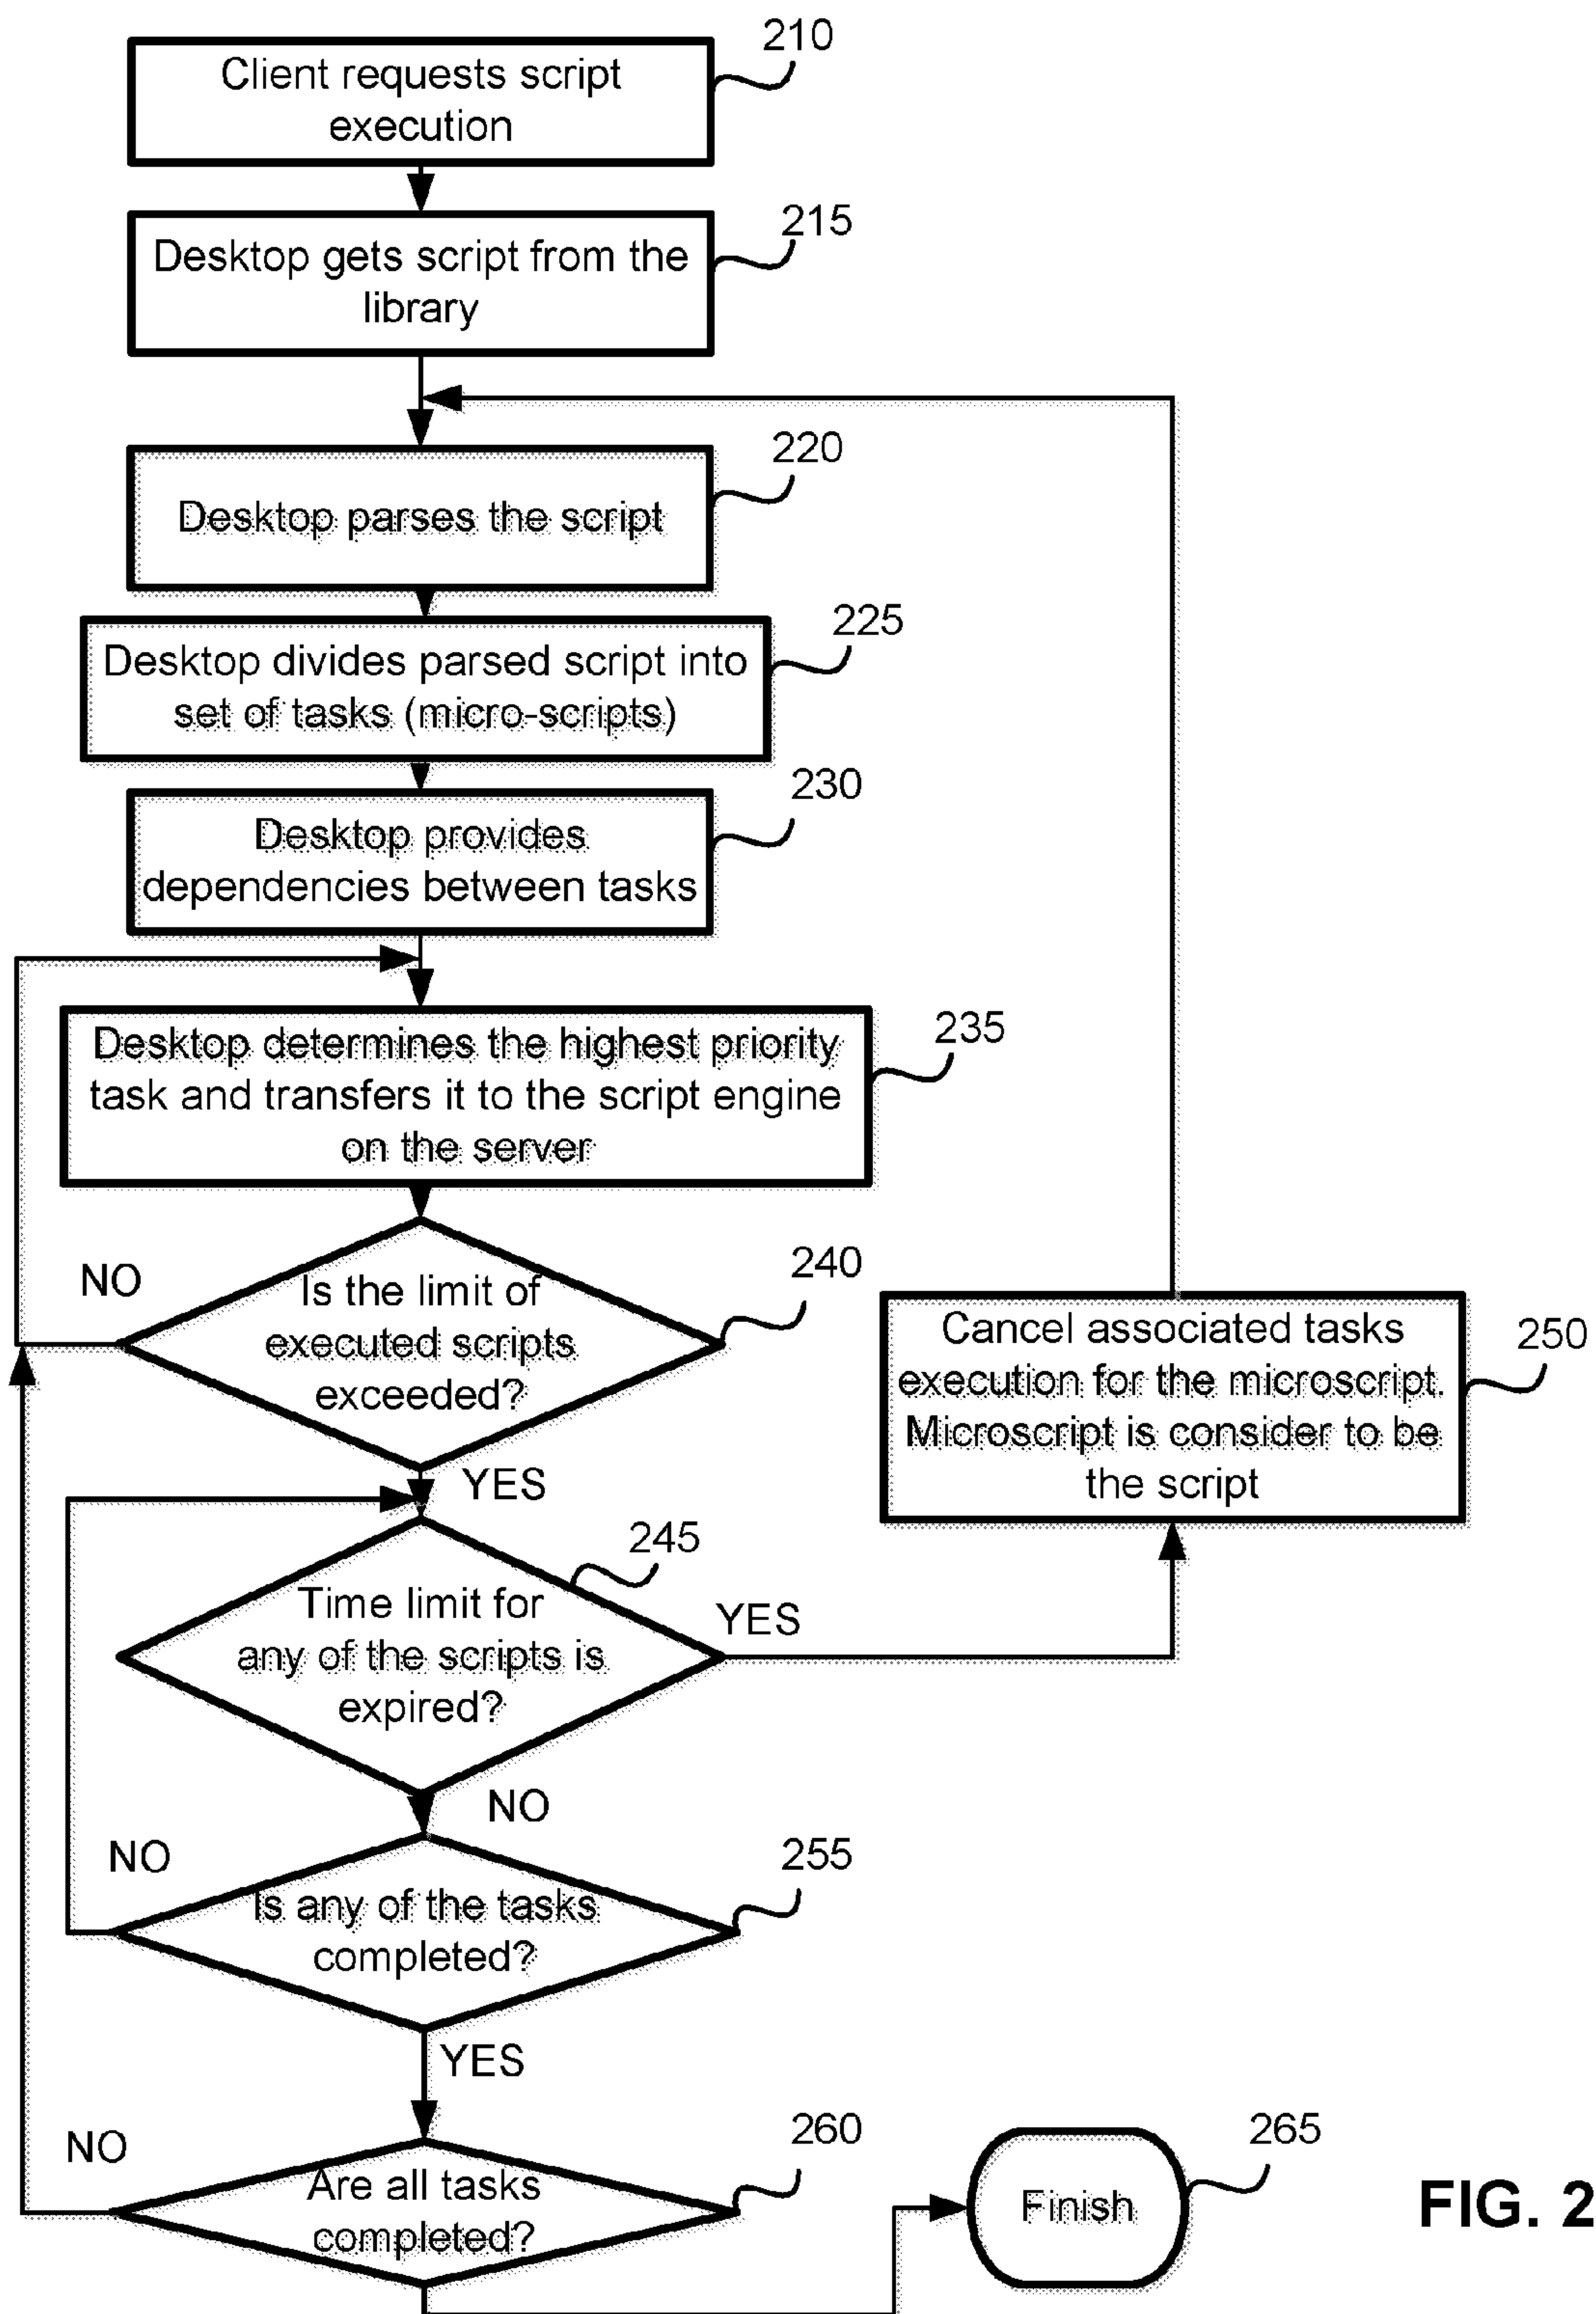 210
Client requests script
execution
215
Desktop gets script from the
library
220
Desktop parses the script
225
Desktop divides parsed script into
set of tasks (micro-scripts)
230
Desktop provides
dependencies between tasks
235
Desktop determines the highest priority
task and transfers it to the script engine
on the server
240
NO
Is the limit of
executed scripts
exceeded?
YES
250
Cancel associated tasks
execution for the microscript.
Microscript is consider to be
the script
245
Time limit for
any of the scripts is
expired?
YES
NO
255
NO
Is any of the tasks
completed?
YES
260
NO
Are all tasks
completed?
265
Finish
FIG. 2